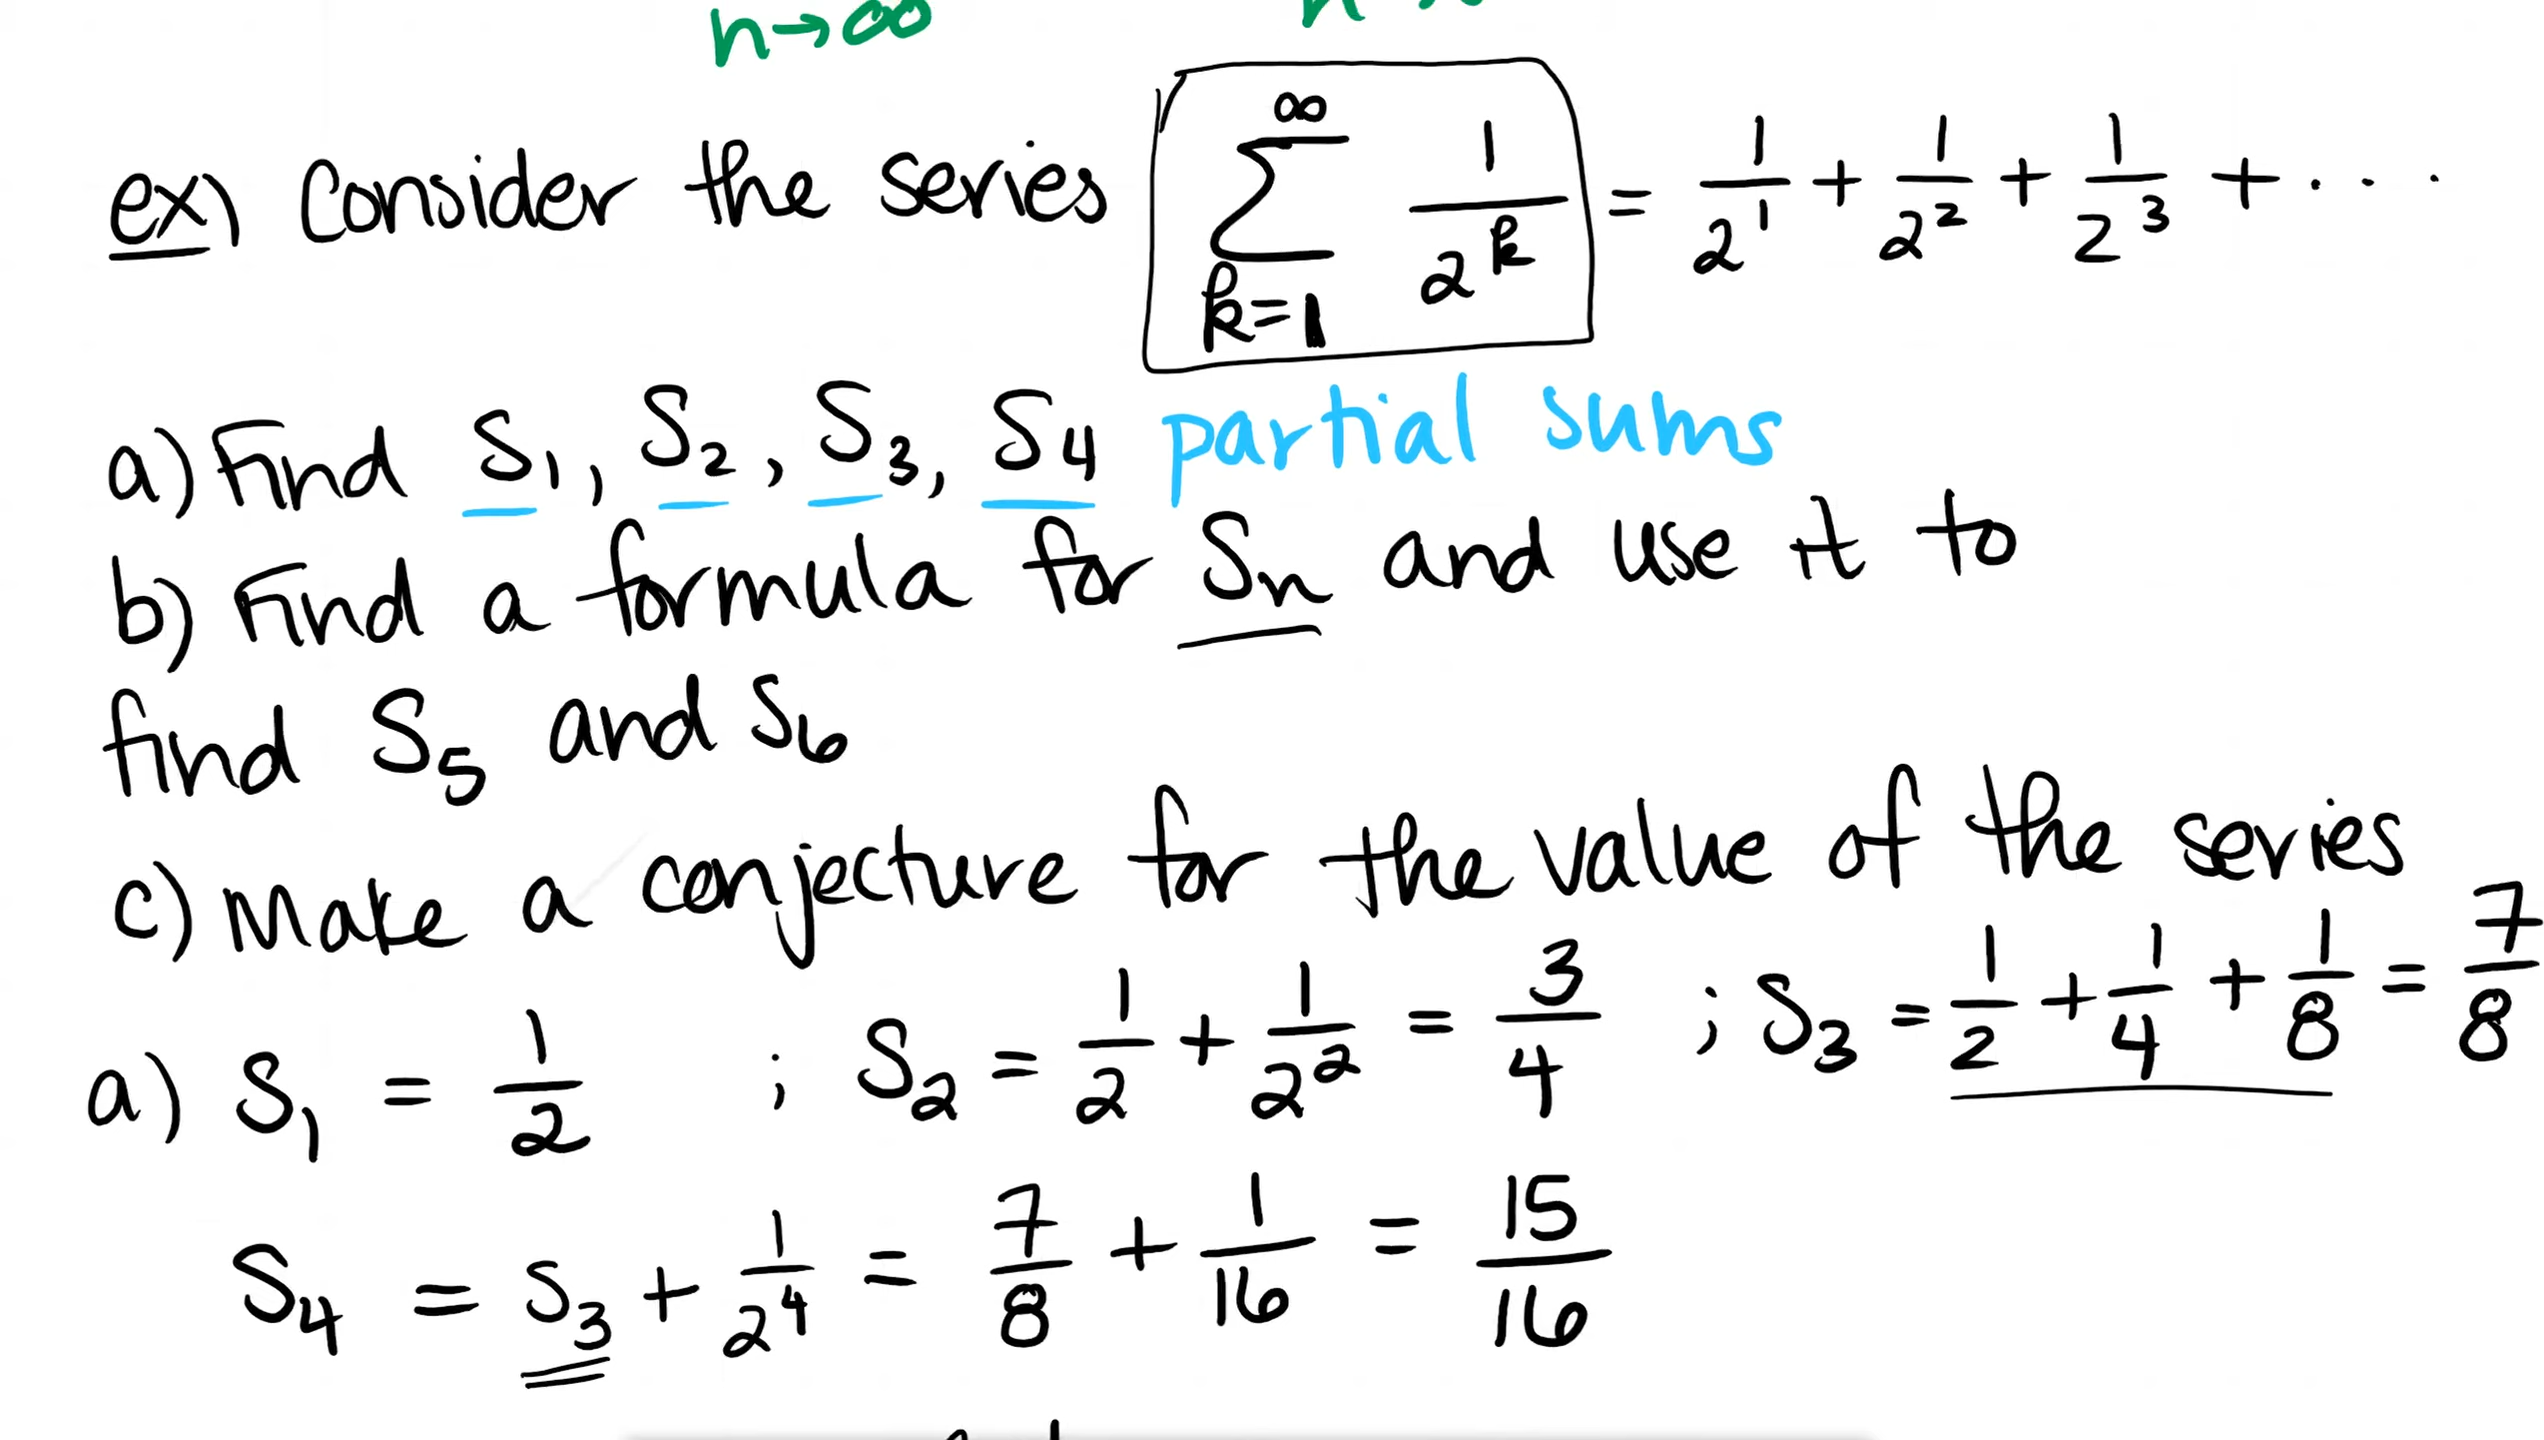 n→∞
ex) Consider the series ∑_{k=1}^{∞} 1/2^k = 1/2^1 + 1/2^2 + 1/2^3 + ....
a) Find S₁, S₂, S₃, S₄ partial sums
b) Find a formula for Sₙ and use it to
find S₅ and S₆
c) Make a conjecture for the value of the series
a) S₁ = 1/2 ; S₂ = 1/2 + 1/2^2 = 3/4 ; S₃ = 1/2 + 1/4 + 1/8 = 7/8
S₄ = S₃ + 1/2^4 = 7/8 + 1/16 = 15/16